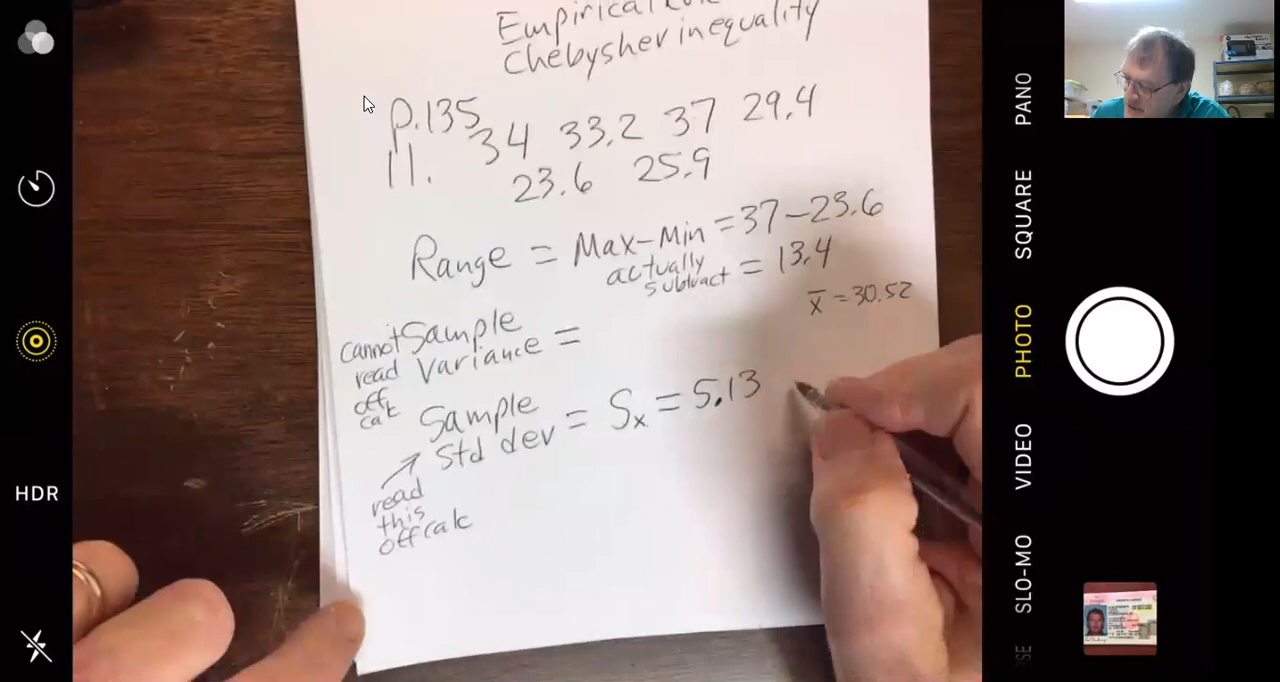 Empirical
Chebysher inequality
p.135
11. 34 33.2 37 29.4
23.6 25.9
Range = Max-Min = 37-23.6
actually
subtract = 13.4
x̄ = 30.52
cannot Sample
read Variance =
off
calc
Sample
Std dev = Sx = 5.13
read
this
off calc
HDR
PANO
SQUARE
PHOTO
VIDEO
SLO-MO
SE